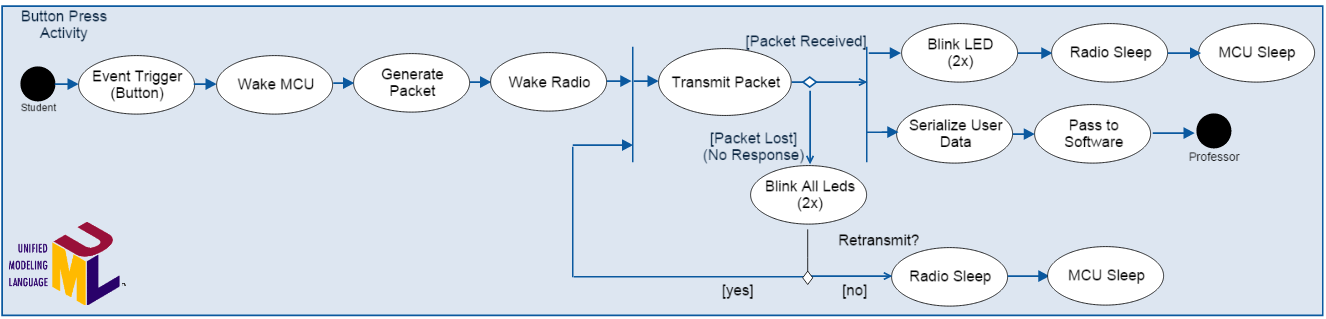 Button Press
Activity
Student
Event Trigger
(Button)
Wake MCU
Generate
Packet
Wake Radio
Transmit Packet
[Packet Received]
Blink LED
(2x)
Radio Sleep
MCU Sleep
Serialize User
Data
Pass to
Software
Professor
[Packet Lost]
(No Response)
Blink All Leds
(2x)
Retransmit?
[yes]
[no]
Radio Sleep
MCU Sleep
UNIFIED
MODELING
LANGUAGE
UML